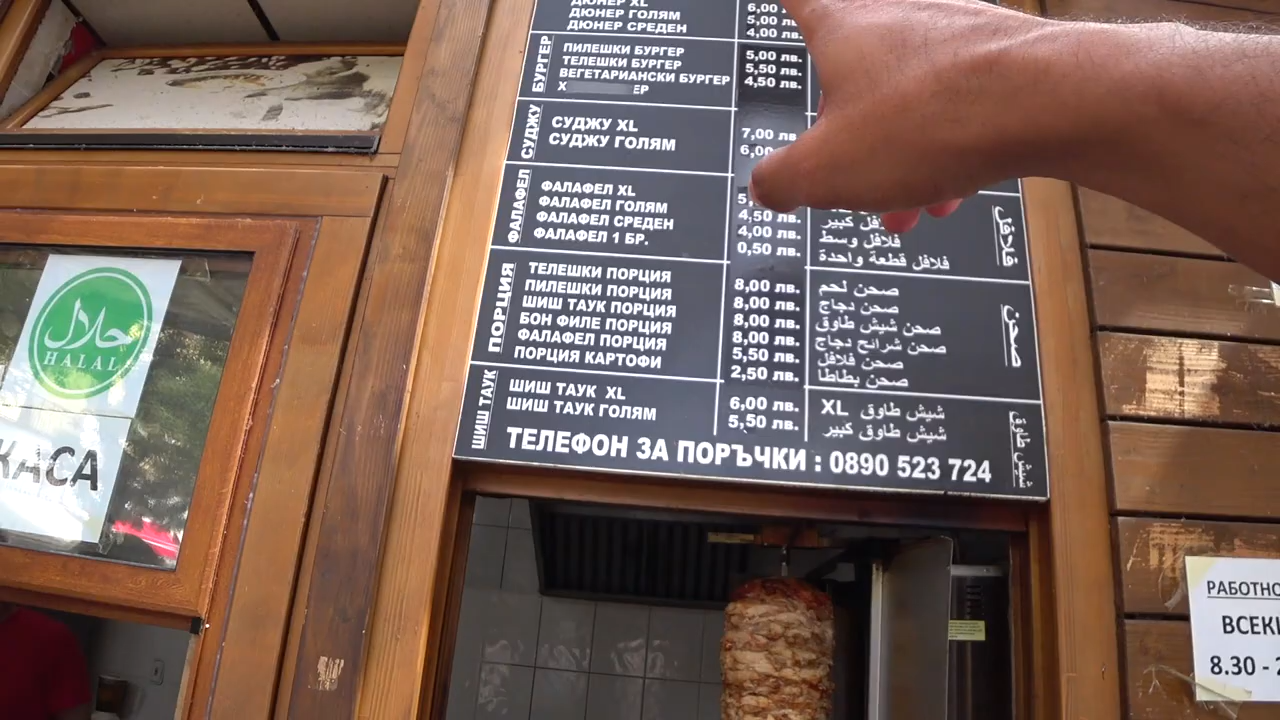 ДЮНЕР XL 6,00
ДЮНЕР ГОЛЯМ 5,00 лв.
ДЮНЕР СРЕДЕН 4,00 лв.
БУРГЕР
ПИЛЕШКИ БУРГЕР 5,00 лв.
ТЕЛЕШКИ БУРГЕР 5,50 лв.
ВЕГЕТАРИАНСКИ БУРГЕР 4,50 лв.
СУДЖУ
СУДЖУ XL 7,00 лв
СУДЖУ ГОЛЯМ 6,00
ФАЛАФЕЛ
ФАЛАФЕЛ XL
ФАЛАФЕЛ ГОЛЯМ 4,50 лв. فلافل كبير
ФАЛАФЕЛ СРЕДЕН 4,00 лв. فلافل وسط
ФАЛАФЕЛ 1 БР. 0,50 лв. فلافل قطعة واحدة
فلافل
ПОРЦИЯ
ТЕЛЕШКИ ПОРЦИЯ 8,00 лв. صحن لحم
ПИЛЕШКИ ПОРЦИЯ 8,00 лв. صحن دجاج
ШИШ ТАУК ПОРЦИЯ 8,00 лв. صحن شيش طاوق
БОН ФИЛЕ ПОРЦИЯ 8,00 лв. صحن شرائح دجاج
ФАЛАФЕЛ ПОРЦИЯ 5,50 лв. صحن فلافل
ПОРЦИЯ КАРТОФИ 2,50 лв. صحن بطاطا
صحن
ШИШ ТАУК
ШИШ ТАУК XL 6,00 лв. شيش طاوق XL
ШИШ ТАУК ГОЛЯМ 5,50 лв. شيش طاوق كبير
شيش طاوق
ТЕЛЕФОН ЗА ПОРЪЧКИ : 0890 523 724
حلال
HALAL
КАСА
РАБОТНО
ВСЕКИ
8.30 -